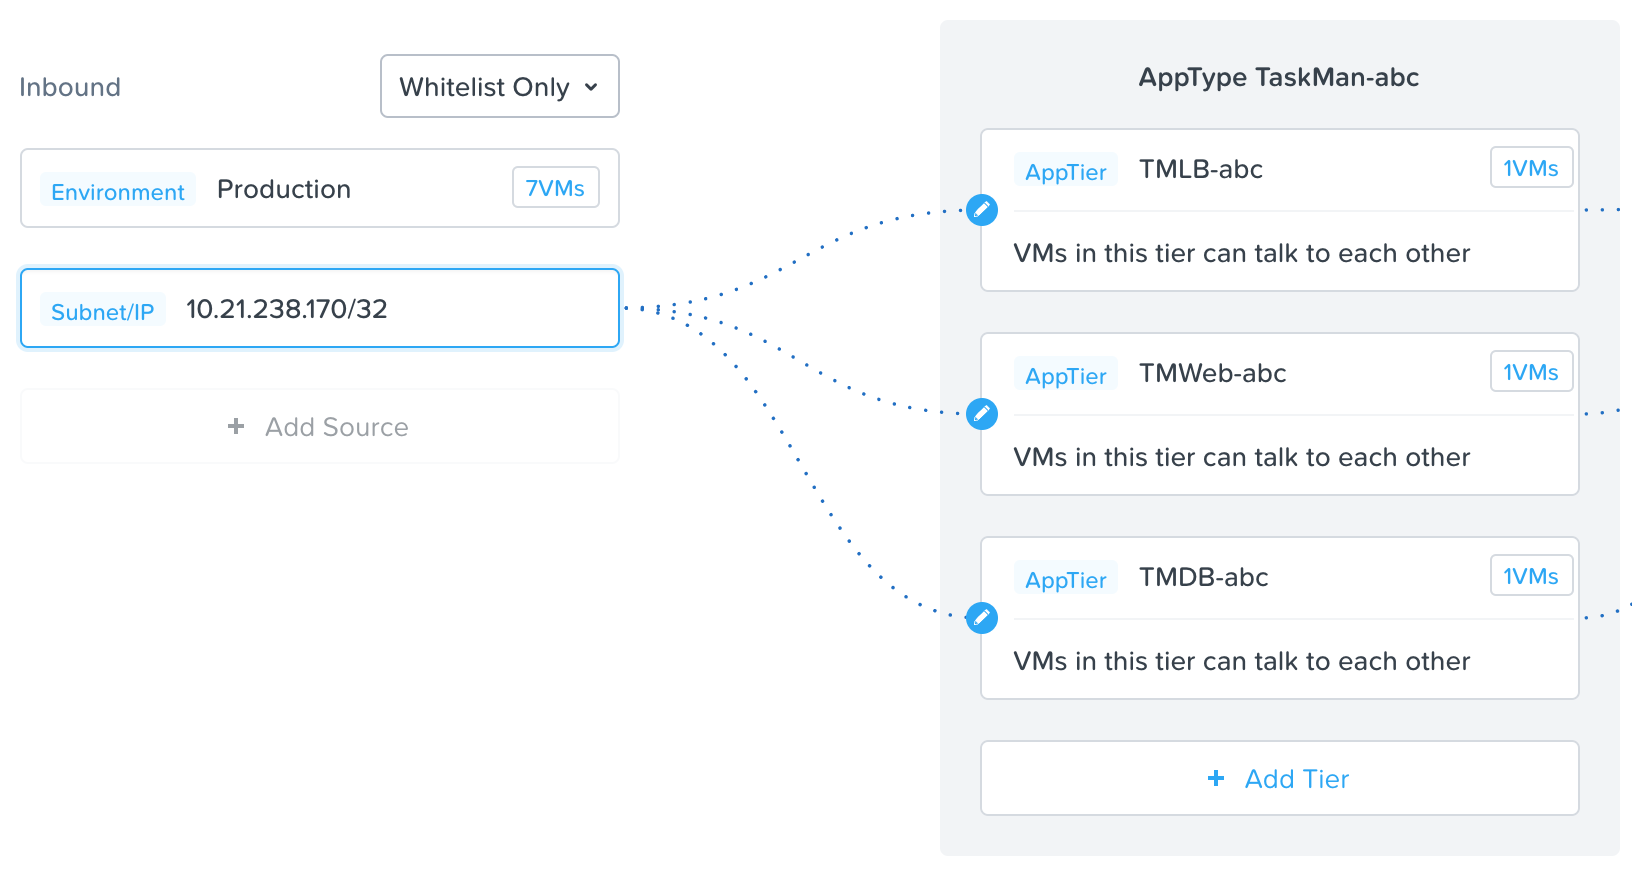 Inbound
Whitelist Only
Environment Production 7VMs
Subnet/IP 10.21.238.170/32
+ Add Source
AppType TaskMan-abc
AppTier TMLB-abc 1VMs
VMs in this tier can talk to each other
AppTier TMWeb-abc 1VMs
VMs in this tier can talk to each other
AppTier TMDB-abc 1VMs
VMs in this tier can talk to each other
+ Add Tier